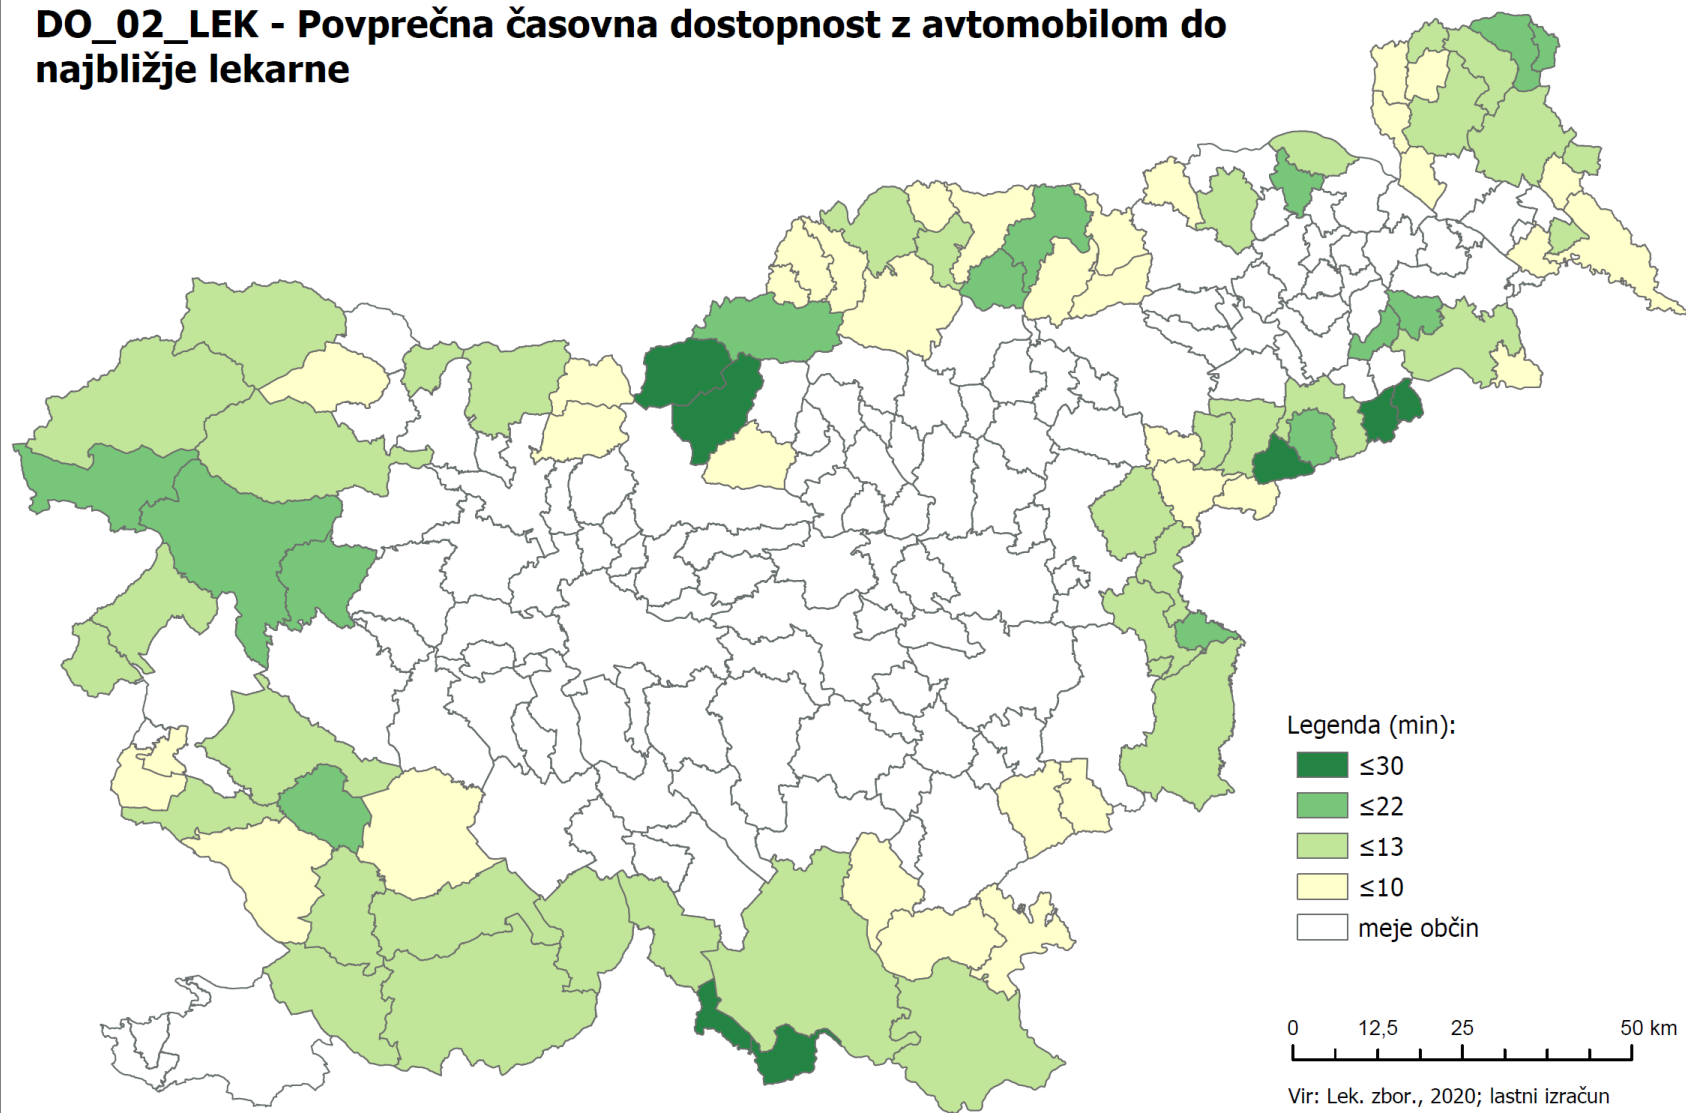 DO_02_LEK - Povprečna časovna dostopnost z avtomobilom do
najbližje lekarne
Legenda (min):
≤30
≤22
≤13
≤10
meje občin
0 12,5 25 50 km
Vir: Lek. zbor., 2020; lastni izračun